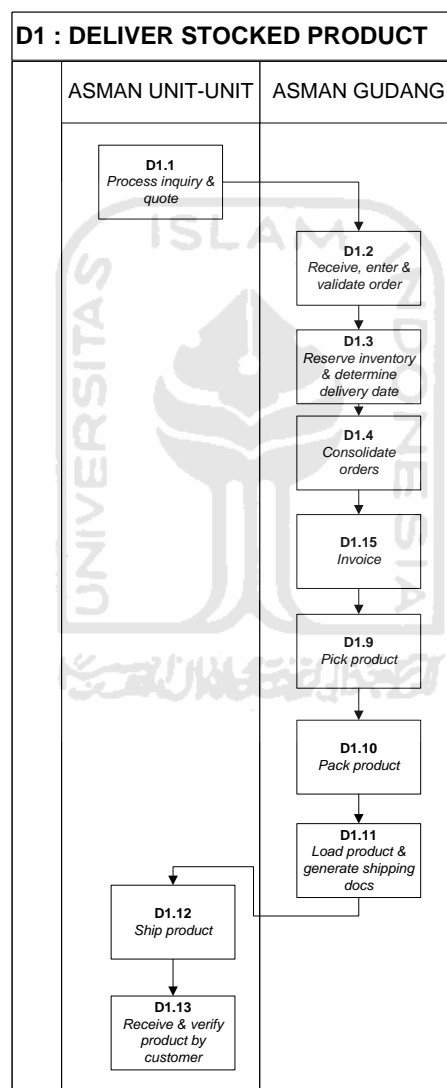 D1 : DELIVER STOCKED PRODUCT
ASMAN UNIT-UNIT
ASMAN GUDANG
D1.1
Process inquiry &
quote
D1.2
Receive, enter &
validate order
D1.3
Reserve inventory
& determine
delivery date
D1.4
Consolidate
orders
D1.15
Invoice
D1.9
Pick product
D1.10
Pack product
D1.11
Load product &
generate shipping
docs
D1.12
Ship product
D1.13
Receive & verify
product by
customer
UNIVERSITAS
ISLAM
INDONESIA